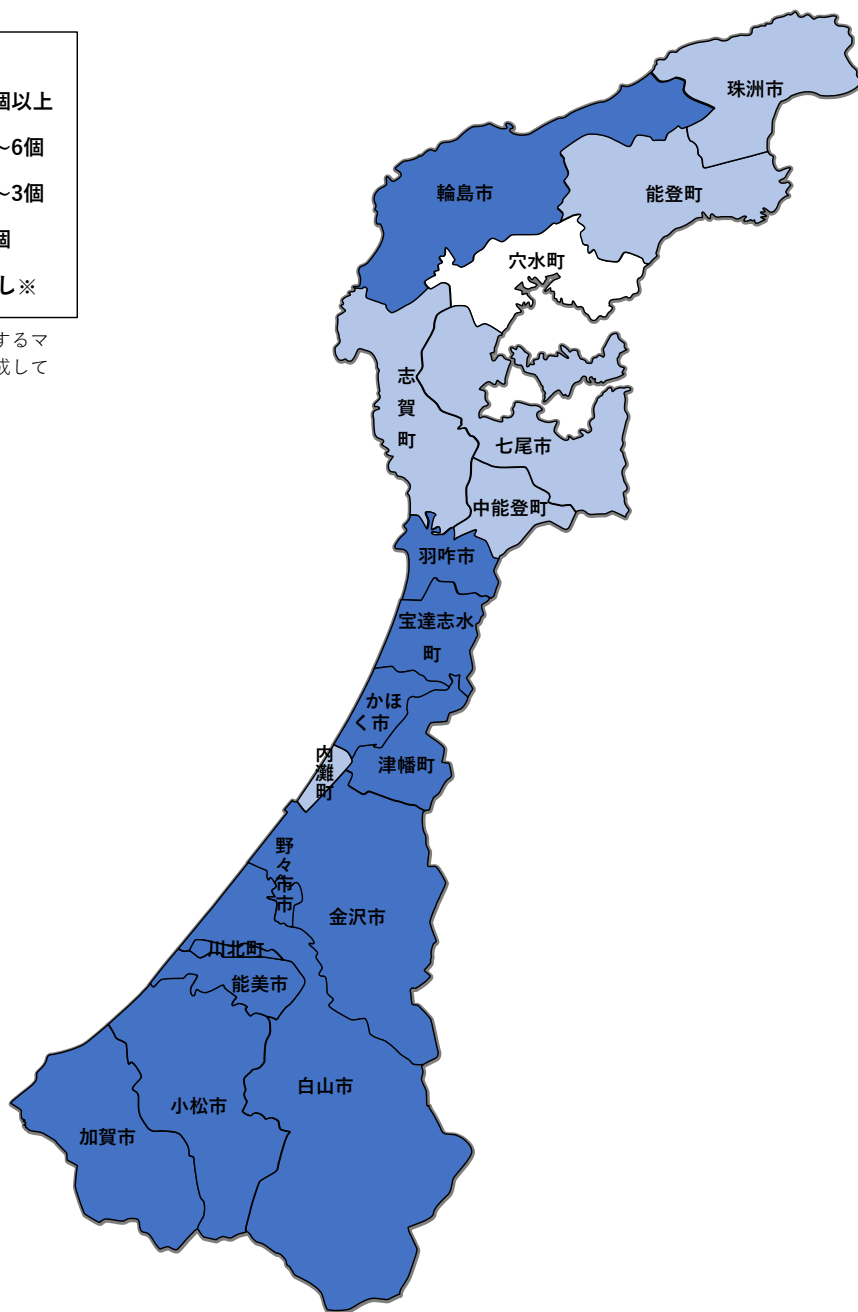 個以上
~6個
~3個
個
し※
するマ
成して
珠洲市
輪島市
能登町
穴水町
志
賀
町
七尾市
中能登町
羽咋市
宝達志水
町
かほ
く市
内
灘
町
津幡町
野
々
市
市
金沢市
川北町
能美市
白山市
小松市
加賀市